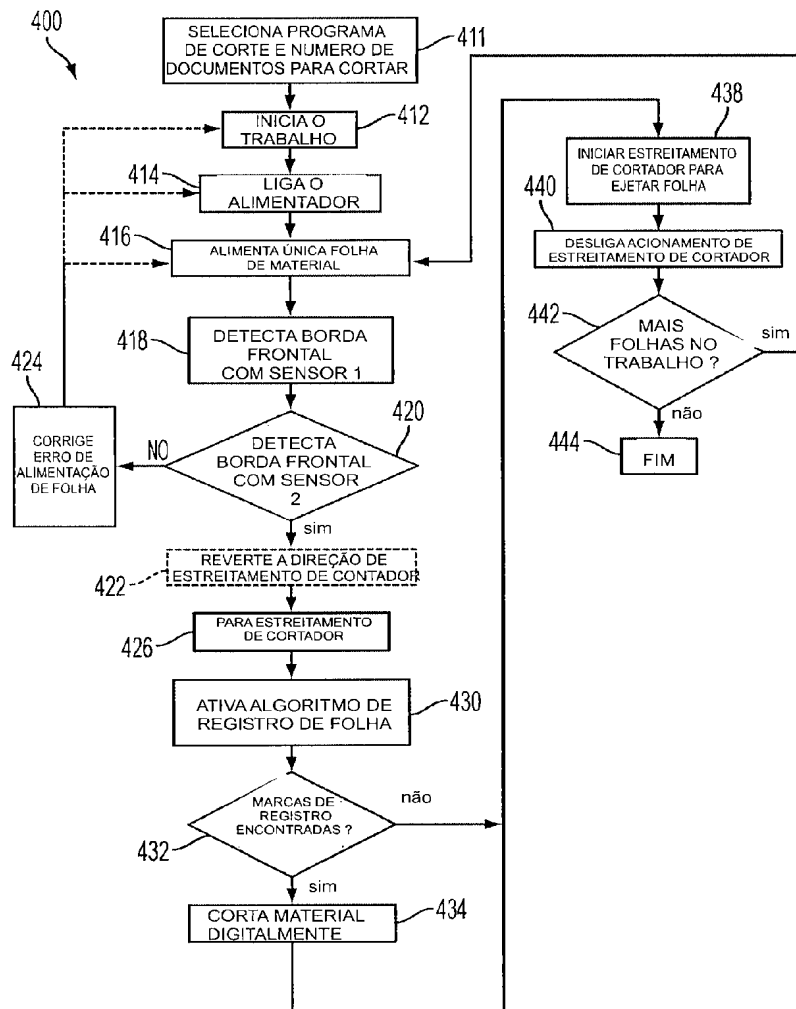 400
SELECIONA PROGRAMA
DE CORTE E NUMERO DE
DOCUMENTOS PARA CORTAR
411
INICIA O
TRABALHO
412
414
LIGA O
ALIMENTADOR
416
ALIMENTA ÚNICA FOLHA
DE MATERIAL
418
DETECTA BORDA
FRONTAL
COM SENSOR 1
420
DETECTA
BORDA FRONTAL
COM SENSOR
2
NO
424
CORRIGE
ERRO DE
ALIMENTAÇÃO
DE FOLHA
sim
422
REVERTE A DIREÇÃO DE
ESTREITAMENTO DE CONTADOR
426
PARA ESTREITAMENTO
DE CORTADOR
ATIVA ALGORITMO DE
REGISTRO DE FOLHA
430
MARCAS DE
REGISTRO
ENCONTRADAS ?
432
não
sim
CORTA MATERIAL
DIGITALMENTE
434
438
INICIAR ESTREITAMENTO
DE CORTADOR PARA
EJETAR FOLHA
440
DESLIGA ACIONAMENTO DE
ESTREITAMENTO DE CORTADOR
442
MAIS
FOLHAS NO
TRABALHO ?
sim
não
444
FIM